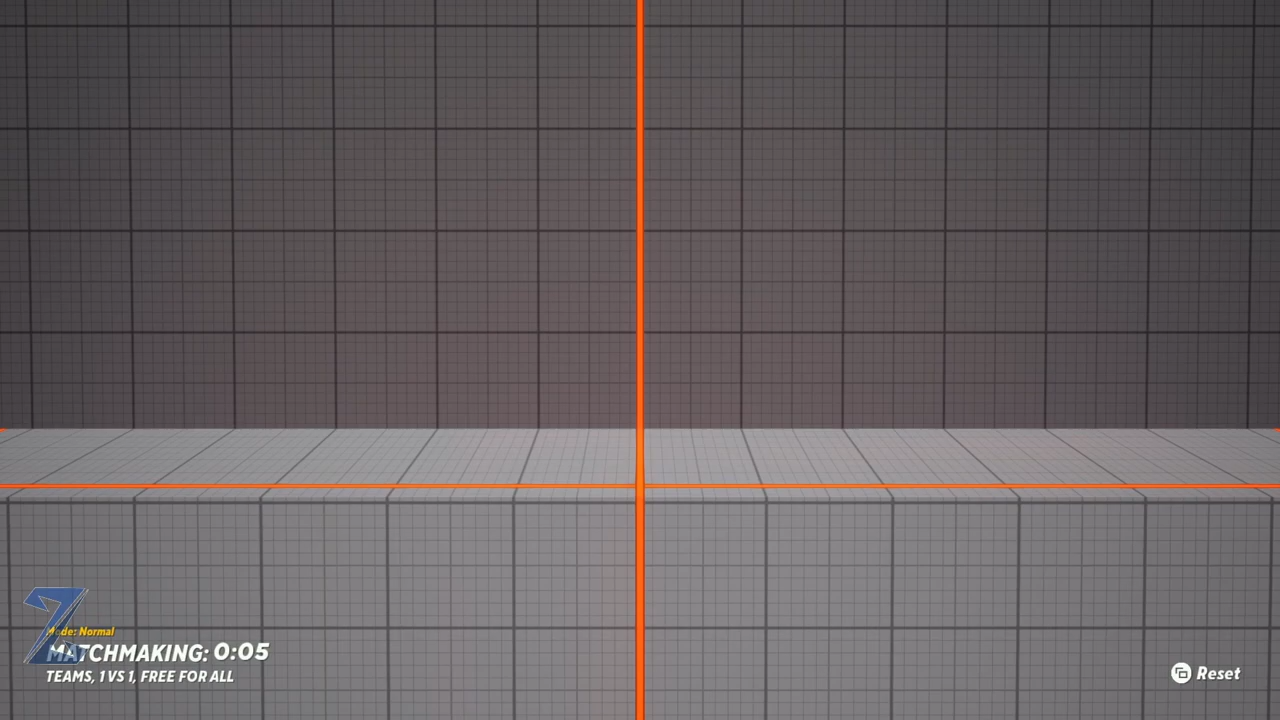 Mode: Normal
MATCHMAKING: 0:05
TEAMS, 1 VS 1, FREE FOR ALL
Reset